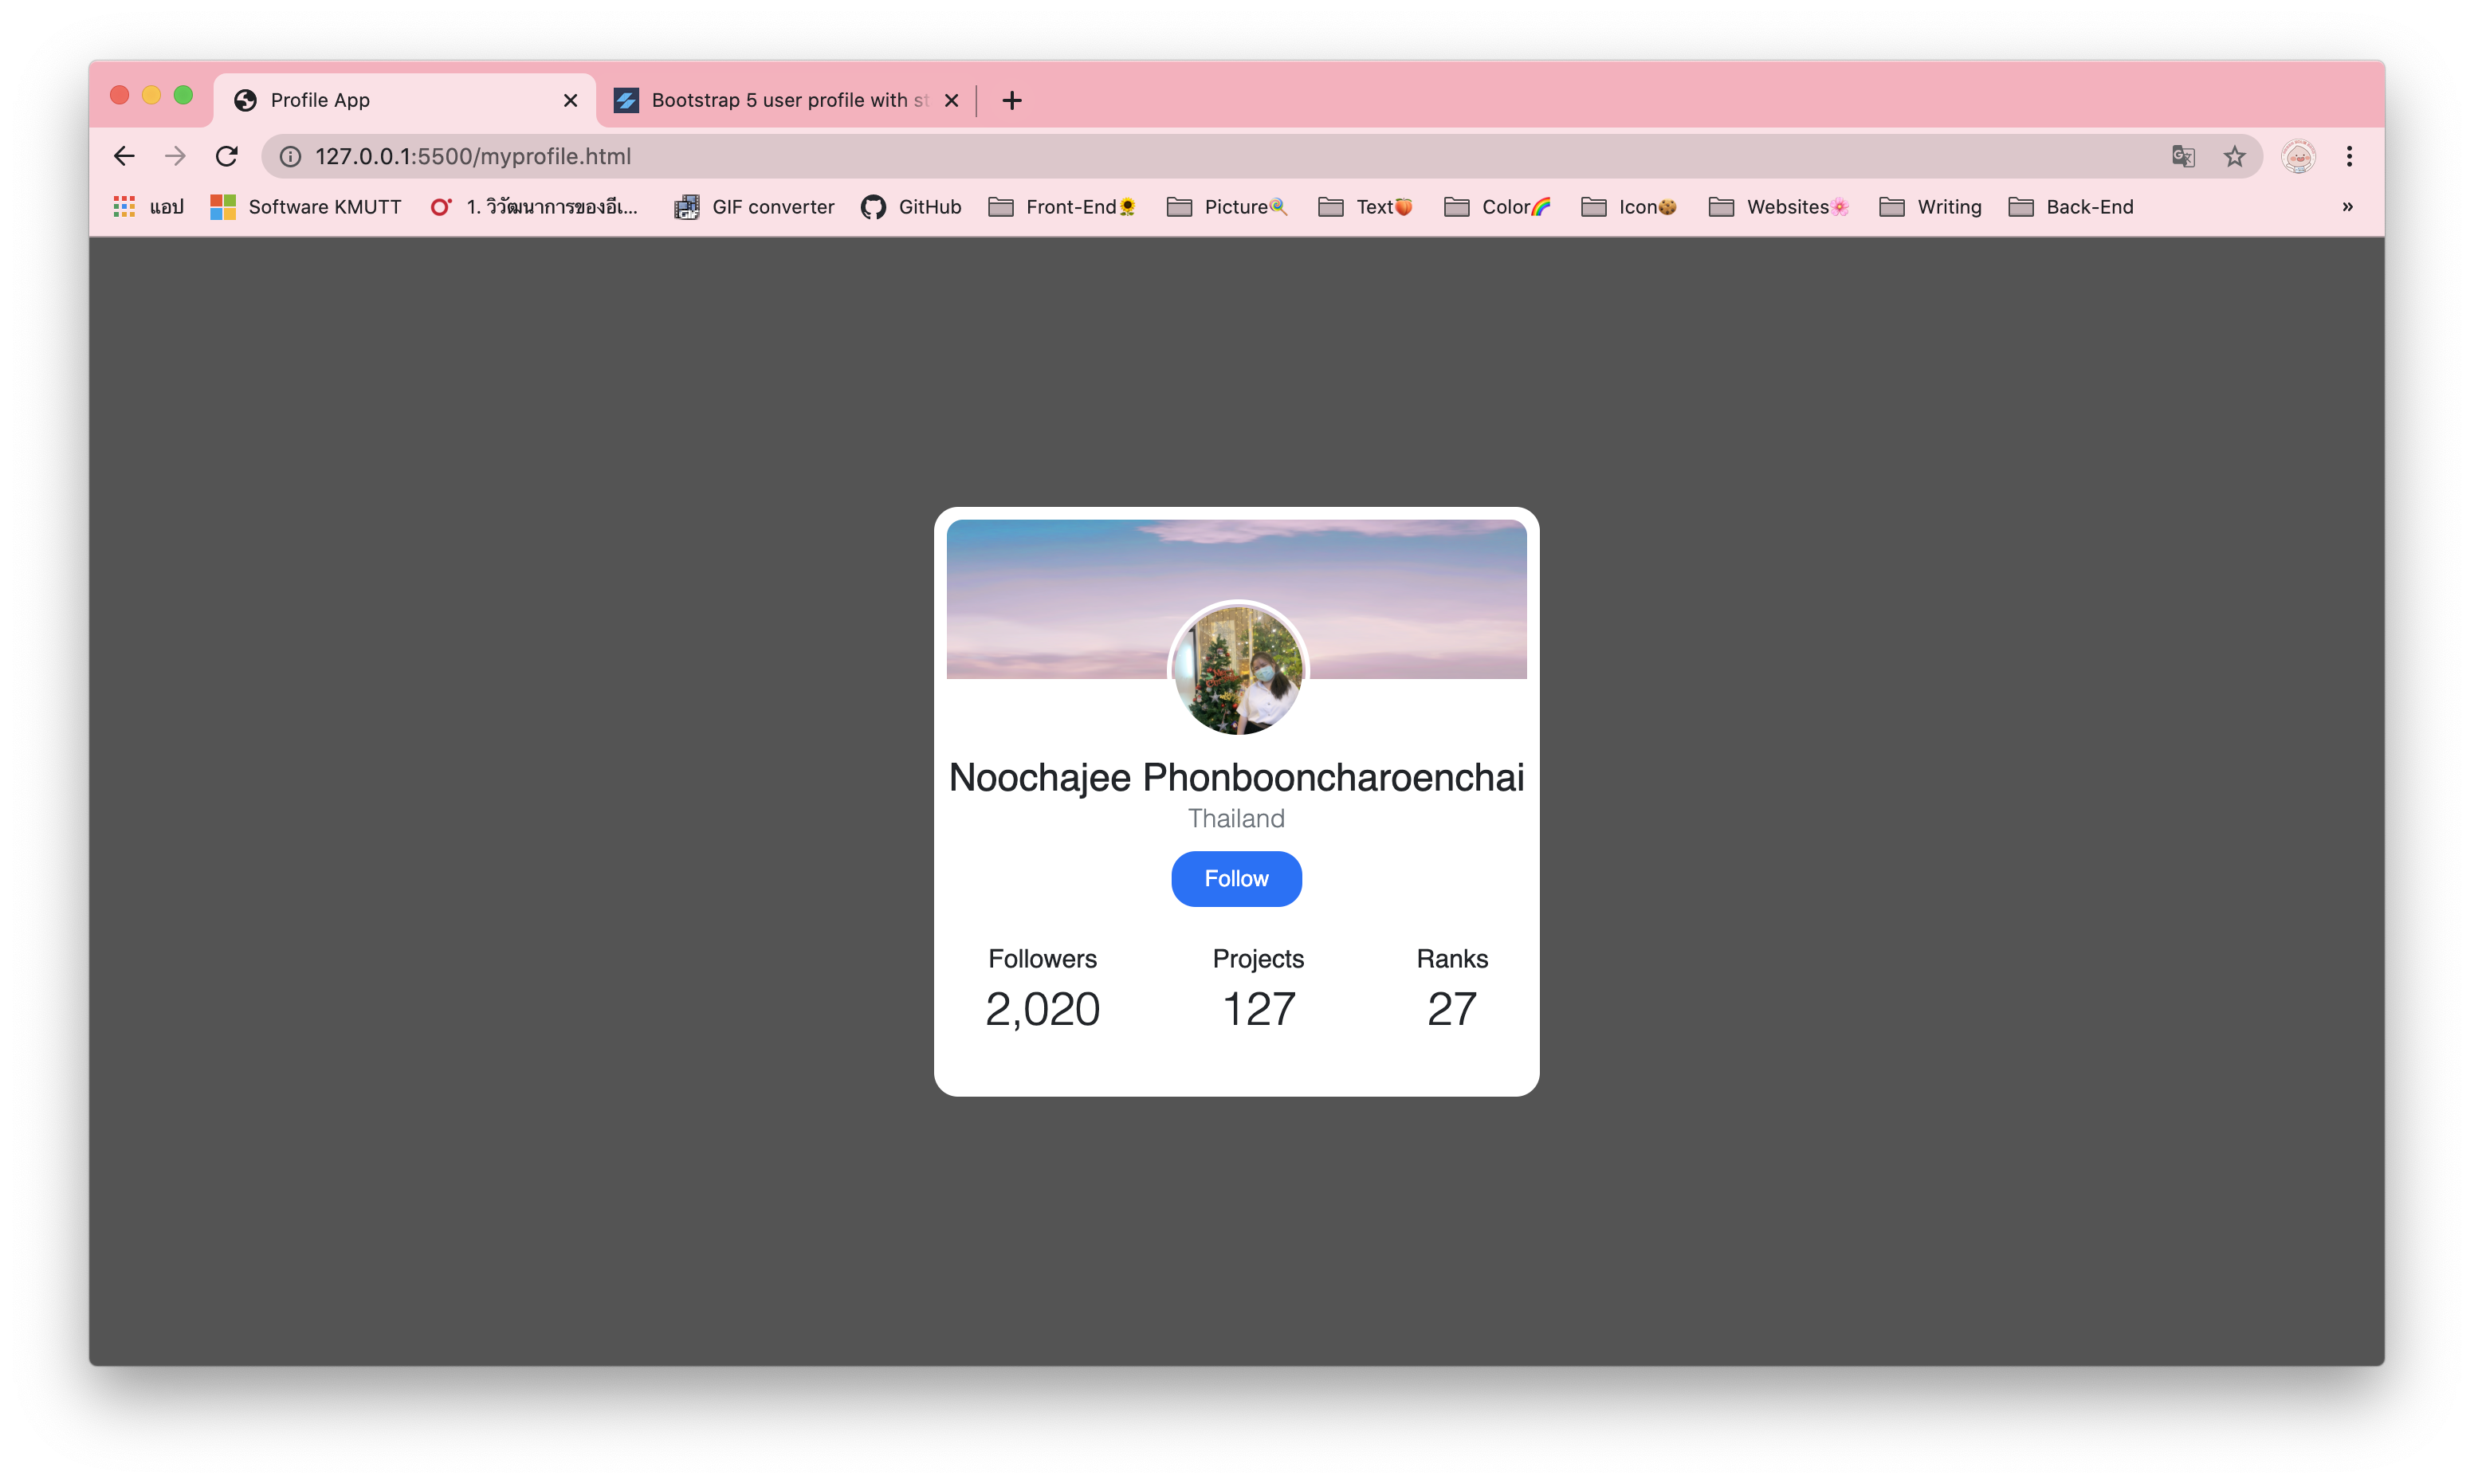 Profile App
Bootstrap 5 user profile with st
127.0.0.1:5500/myprofile.html
แอป Software KMUTT 1. วิวัฒนาการของอีเ... GIF converter GitHub Front-End🌻 Picture🍭 Text🍑 Color🌈 Icon🍪 Websites🌸 Writing Back-End »
Noochajee Phonbooncharoenchai
Thailand
Follow
Followers Projects Ranks
2,020 127 27